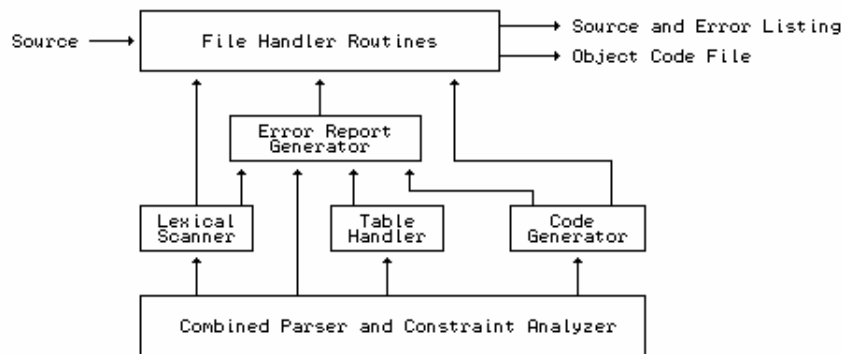 Source
File Handler Routines
Source and Error Listing
Object Code File
Error Report
Generator
Lexical
Scanner
Table
Handler
Code
Generator
Combined Parser and Constraint Analyzer